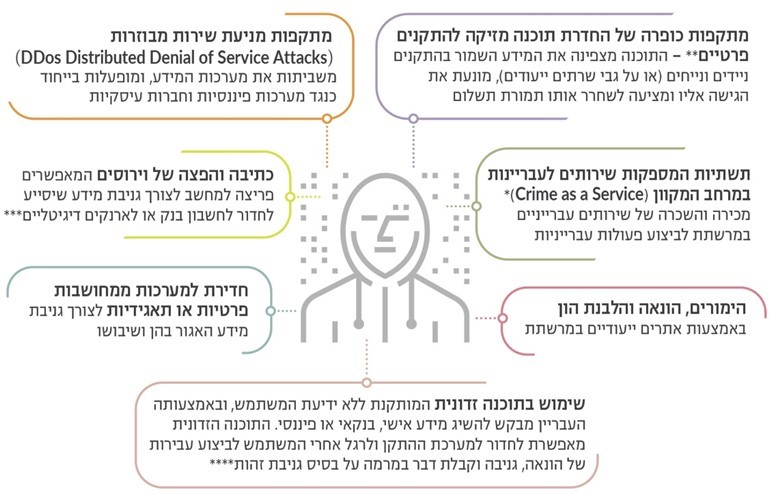 מתקפות כופרה של החדרת תוכנה מזיקה להתקנים
פרטיים** – התוכנה מצפינה את המידע השמור בהתקנים
ניידים ונייחים (או על גבי שרתים ייעודים), מונעת את
הגישה אליו ומציעה לשחרר אותו תמורת תשלום
מתקפות מניעת שירות מבוזרות
(DDos Distributed Denial of Service Attacks)
משביתות את מערכות המידע, ומופעלות בייחוד
כנגד מערכות פיננסיות וחברות עיסקיות
תשתיות המספקות שירותים לעבריינות
במרחב המקוון (Crime as a Service)*
מכירה והשכרה של שירותים עברייניים
במרשתת לביצוע פעולות עברייניות
כתיבה והפצה של וירוסים המאפשרים
פריצה למחשב לצורך גניבת מידע שיסייע
לחדור לחשבון בנק או לארנקים דיגיטליים***
הימורים, הונאה והלבנת הון
באמצעות אתרים ייעודיים במרשתת
חדירת למערכות ממחושבות
פרטיות או תאגידיות לצורך גניבת
מידע האגור בהן ושיבושו
שימוש בתוכנה זדונית המותקנת ללא ידיעת המשתמש, ובאמצעותה
העבריין מבקש להשיג מידע אישי, בנקאי או פיננסי. התוכנה הזדונית
מאפשרת לחדור למערכת ההתקן ולרגל אחרי המשתמש לביצוע עבירות
של הונאה, גניבה וקבלת דבר במרמה על בסיס גניבת זהות****